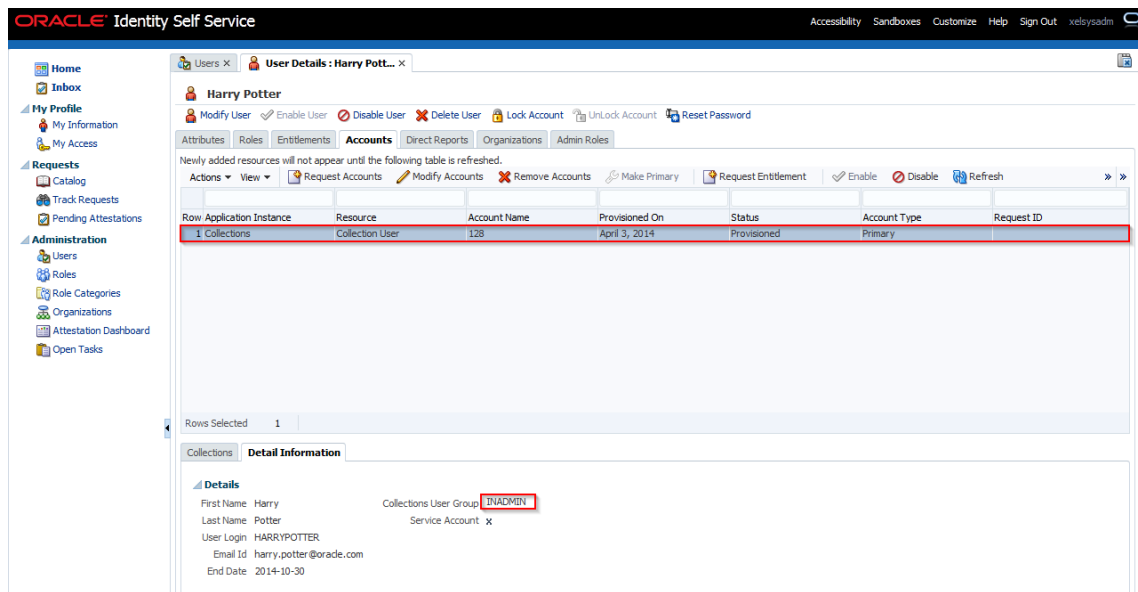 ORACLE Identity Self Service
Accessibility Sandboxes Customize Help Sign Out xelsysadm
Home
Inbox
My Profile
My Information
My Access
Requests
Catalog
Track Requests
Pending Attestations
Administration
Users
Roles
Role Categories
Organizations
Attestation Dashboard
Open Tasks
Users × User Details : Harry Pott... ×
Harry Potter
Modify User Enable User Disable User Delete User Lock Account UnLock Account Reset Password
Attributes Roles Entitlements Accounts Direct Reports Organizations Admin Roles
Newly added resources will not appear until the following table is refreshed.
Actions View Request Accounts Modify Accounts Remove Accounts Make Primary Request Entitlement Enable Disable Refresh » »
Row Application Instance Resource Account Name Provisioned On Status Account Type Request ID
1 Collections Collection User 128 April 3, 2014 Provisioned Primary
Rows Selected 1
Collections Detail Information
Details
First Name Harry Collections User Group INADMIN
Last Name Potter Service Account x
User Login HARRYPOTTER
Email Id harry.potter@oracle.com
End Date 2014-10-30